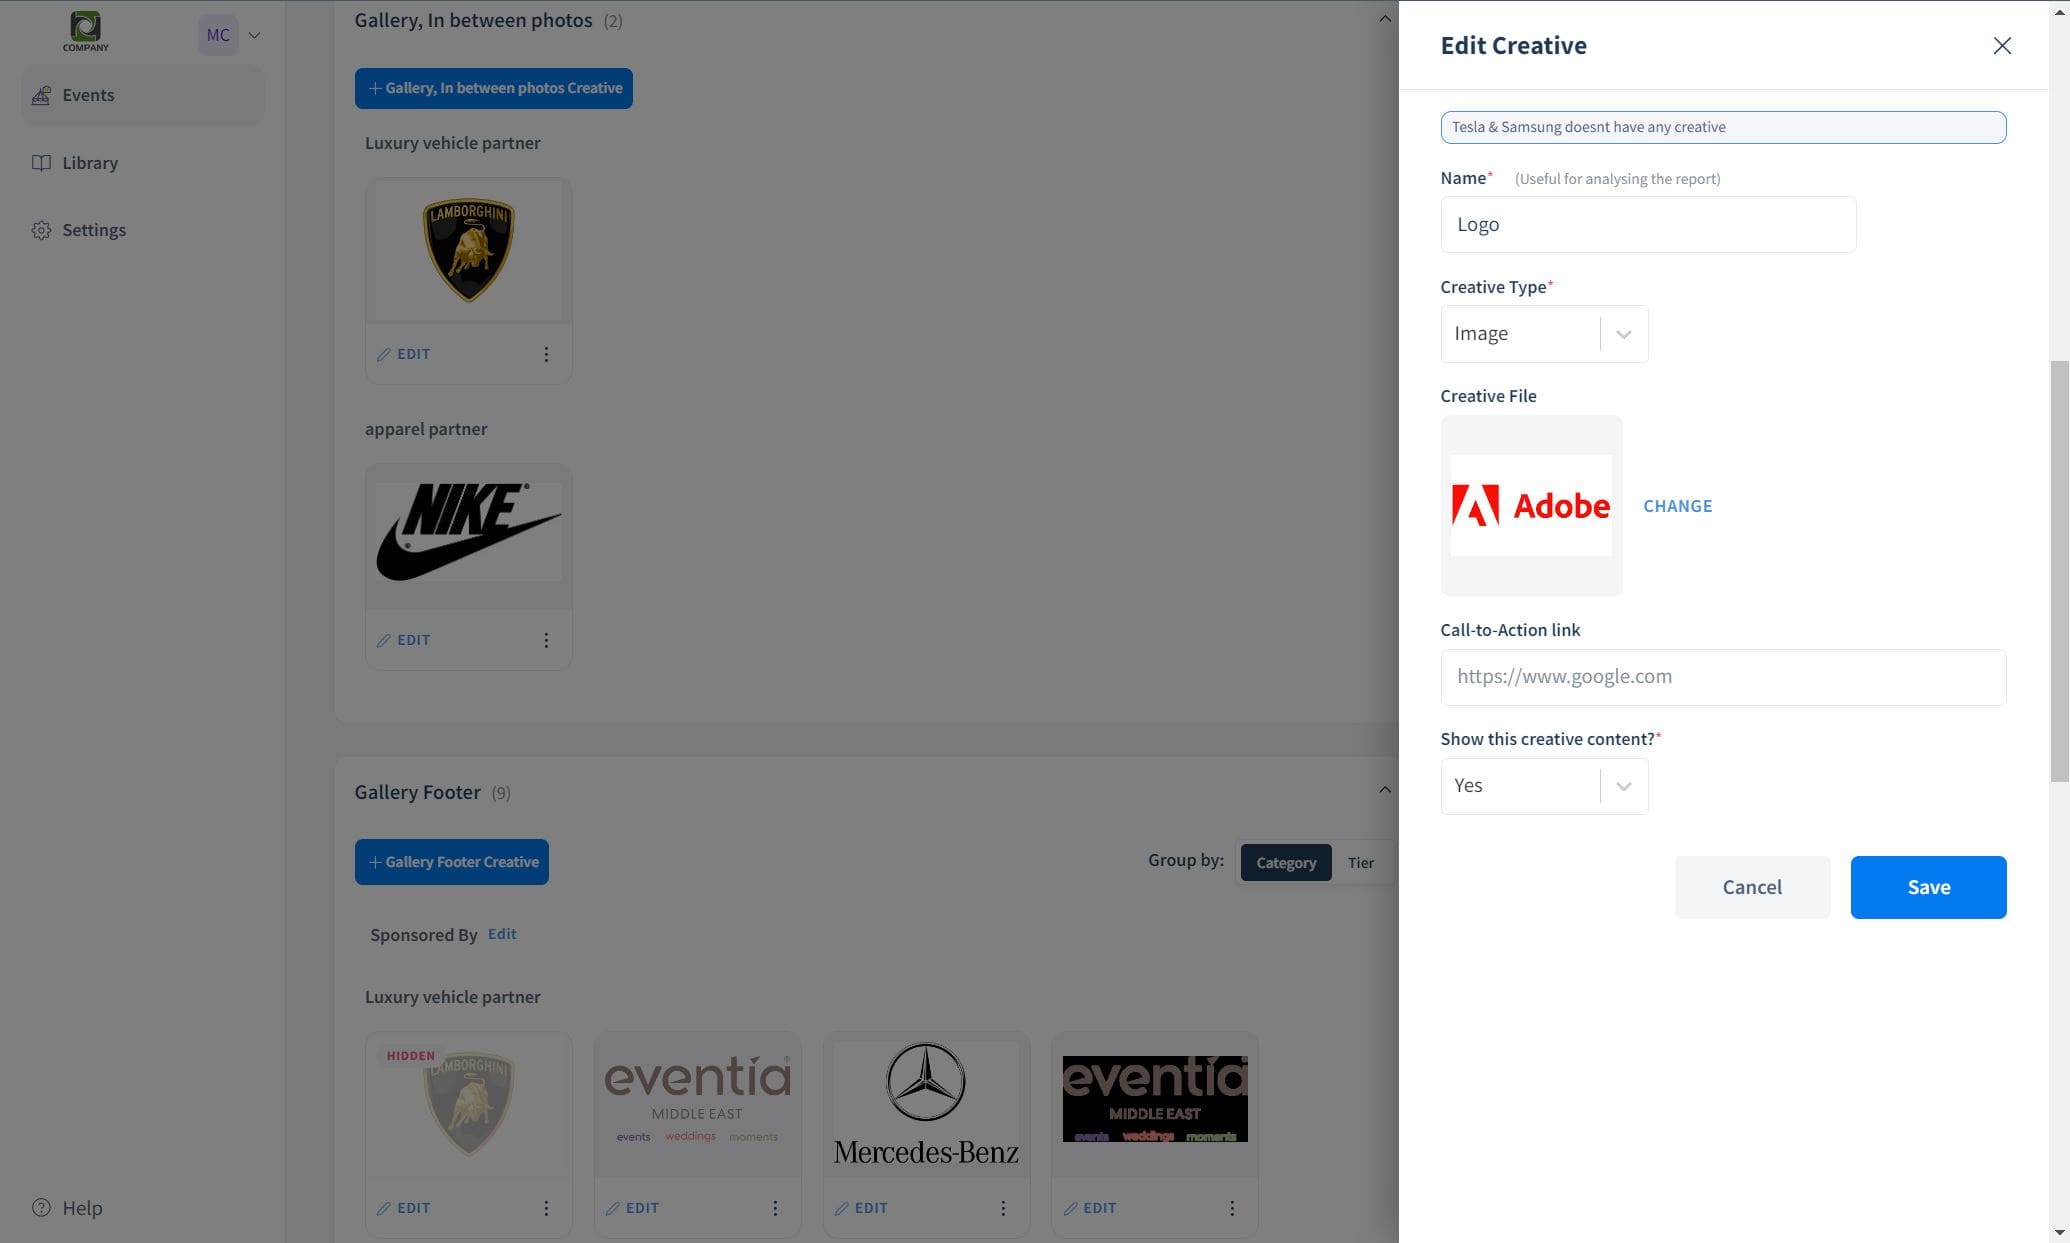 COMPANY
MC
Events
Library
Settings
Help
Gallery, In between photos (2)
+ Gallery, In between photos Creative
Luxury vehicle partner
LAMBORGHINI
EDIT
apparel partner
NIKE
EDIT
Gallery Footer (9)
+ Gallery Footer Creative
Group by: Category Tier
Sponsored By Edit
Luxury vehicle partner
HIDDEN
LAMBORGHINI
EDIT
eventía
MIDDLE EAST
events weddings moments
EDIT
Mercedes-Benz
EDIT
eventía
MIDDLE EAST
events weddings moments
EDIT
Edit Creative
Tesla & Samsung doesnt have any creative
Name* (Useful for analysing the report)
Logo
Creative Type*
Image
Creative File
Adobe
CHANGE
Call-to-Action link
https://www.google.com
Show this creative content?*
Yes
Cancel
Save